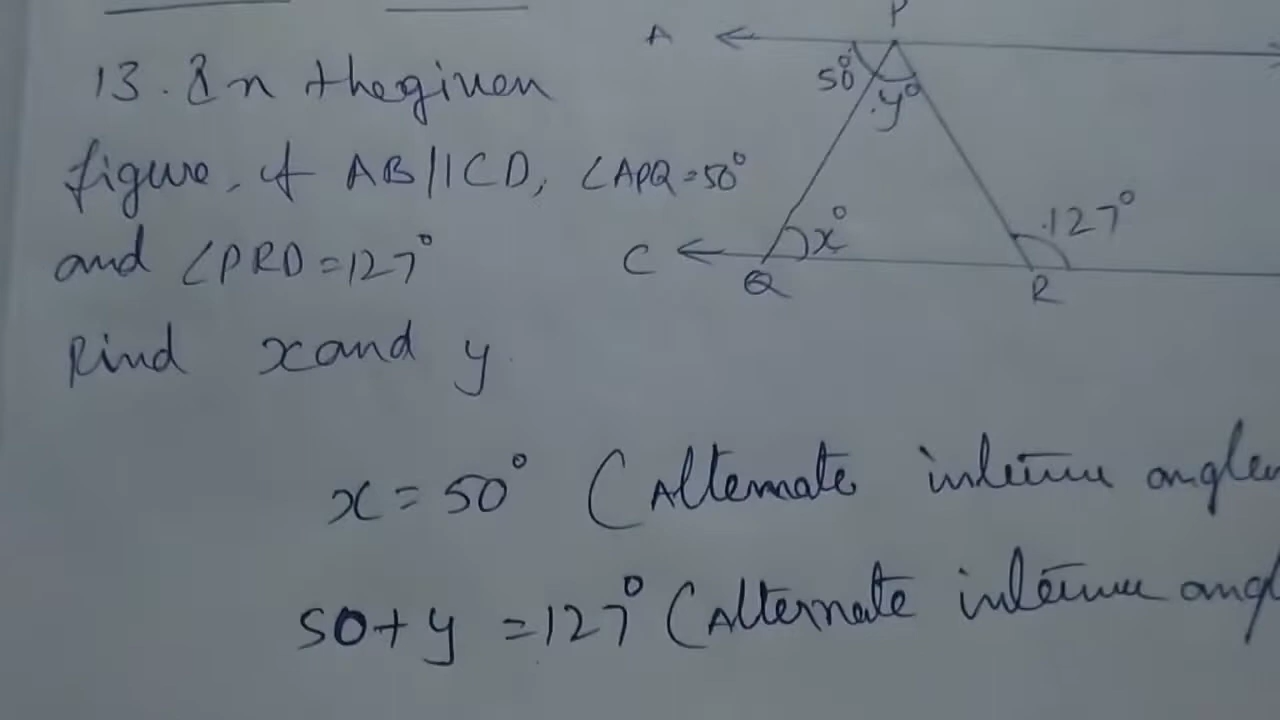 P
A
13. In the given
50°
y°
figure, if AB//CD, ∠APQ=50°
127°
x°
and ∠PRD=127°
C
Q
R
Find x and y.
x=50° (Alternate interior angles
50+y=127° (Alternate interior angl